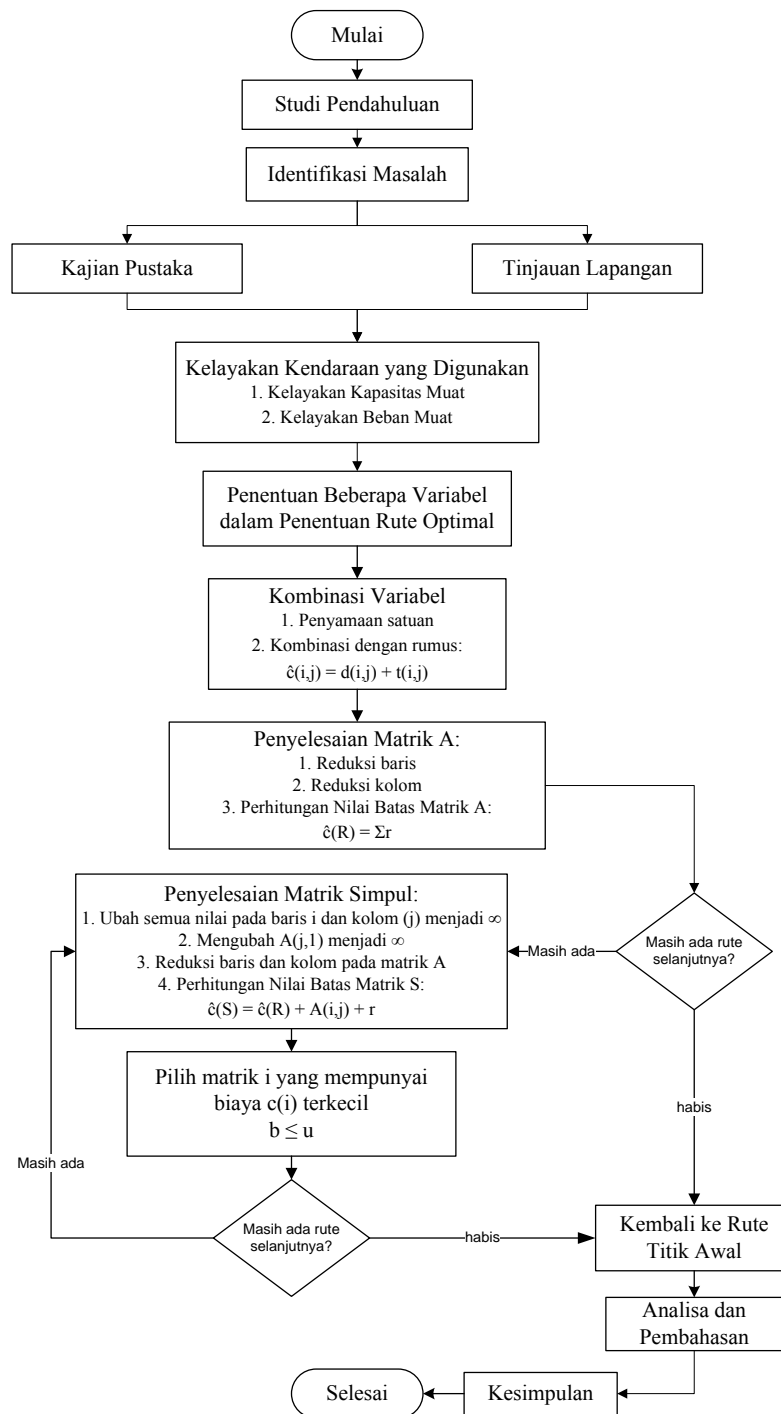 Mulai
Studi Pendahuluan
Identifikasi Masalah
Kajian Pustaka
Tinjauan Lapangan
Kelayakan Kendaraan yang Digunakan
1. Kelayakan Kapasitas Muat
2. Kelayakan Beban Muat
Penentuan Beberapa Variabel
dalam Penentuan Rute Optimal
Kombinasi Variabel
1. Penyamaan satuan
2. Kombinasi dengan rumus:
ĉ(i,j) = d(i,j) + t(i,j)
Penyelesaian Matrik A:
1. Reduksi baris
2. Reduksi kolom
3. Perhitungan Nilai Batas Matrik A:
ĉ(R) = Σr
Masih ada rute
selanjutnya?
Masih ada
Penyelesaian Matrik Simpul:
1. Ubah semua nilai pada baris i dan kolom (j) menjadi ∞
2. Mengubah A(j,1) menjadi ∞
3. Reduksi baris dan kolom pada matrik A
4. Perhitungan Nilai Batas Matrik S:
ĉ(S) = ĉ(R) + A(i,j) + r
Pilih matrik i yang mempunyai
biaya c(i) terkecil
b ≤ u
habis
Masih ada
Masih ada rute
selanjutnya?
habis
Kembali ke Rute
Titik Awal
Analisa dan
Pembahasan
Kesimpulan
Selesai